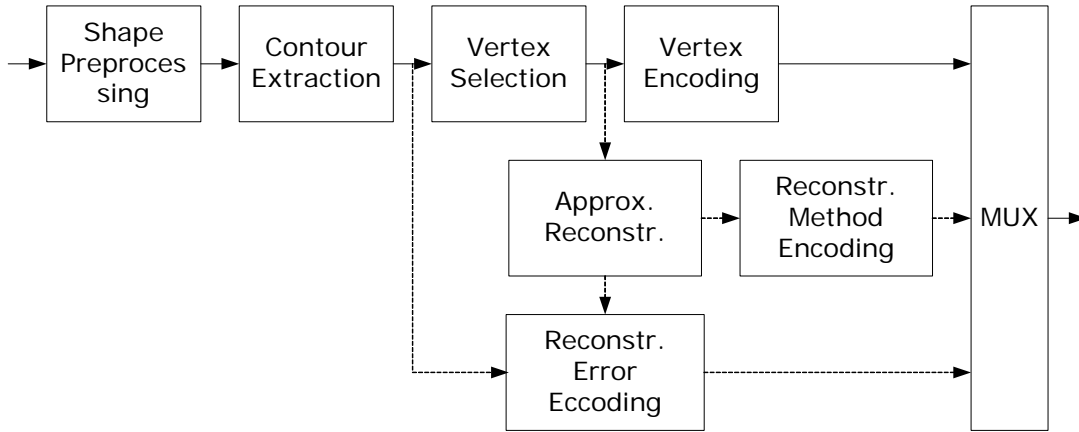 Shape
Preproces
sing
Contour
Extraction
Vertex
Selection
Vertex
Encoding
Approx.
Reconstr.
Reconstr.
Method
Encoding
MUX
Reconstr.
Error
Eccoding